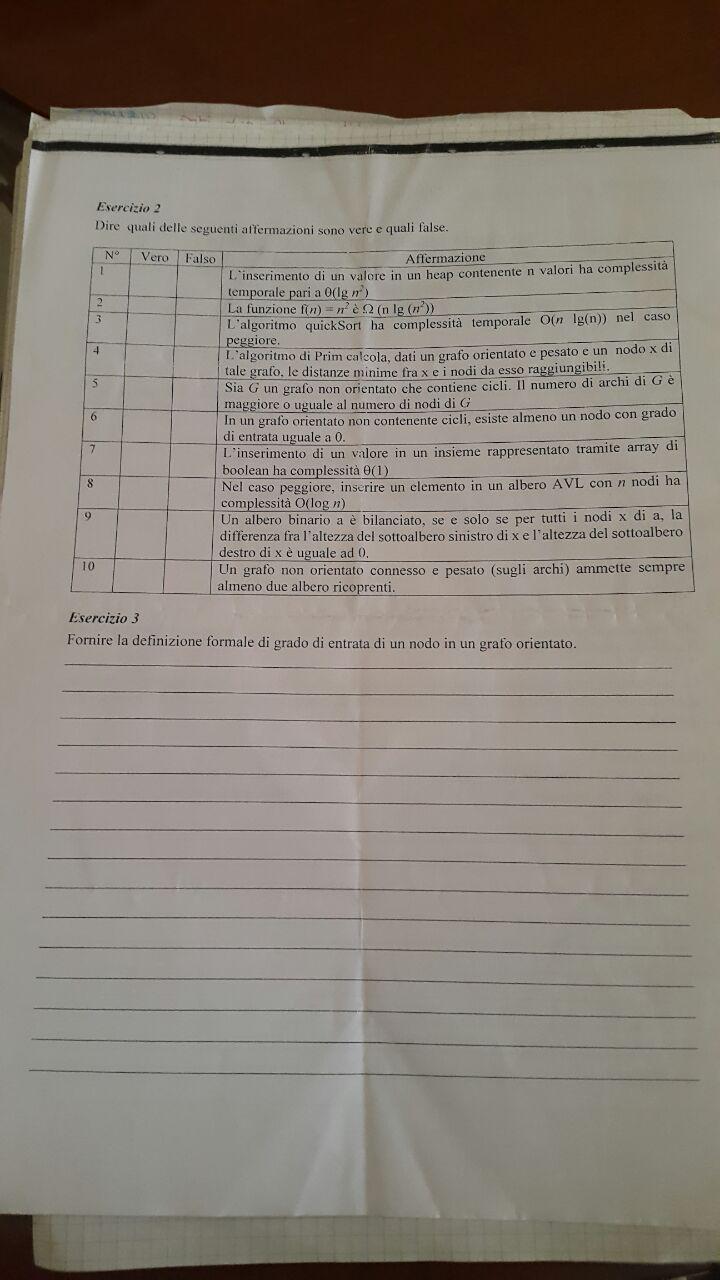 Esercizio 2
Dire quali delle seguenti affermazioni sono vere e quali false.
N° Vero Falso Affermazione
1 L'inserimento di un valore in un heap contenente n valori ha complessità
temporale pari a θ(lg n²)
2 La funzione f(n) = n² è Ω (n lg (n²))
3 L'algoritmo quickSort ha complessità temporale O(n lg(n)) nel caso
peggiore.
4 L'algoritmo di Prim calcola, dati un grafo orientato e pesato e un nodo x di
tale grafo, le distanze minime fra x e i nodi da esso raggiungibili.
5 Sia G un grafo non orientato che contiene cicli. Il numero di archi di G è
maggiore o uguale al numero di nodi di G
6 In un grafo orientato non contenente cicli, esiste almeno un nodo con grado
di entrata uguale a 0.
7 L'inserimento di un valore in un insieme rappresentato tramite array di
boolean ha complessità θ(1)
8 Nel caso peggiore, inserire un elemento in un albero AVL con n nodi ha
complessità O(log n)
9 Un albero binario a è bilanciato, se e solo se per tutti i nodi x di a, la
differenza fra l'altezza del sottoalbero sinistro di x e l'altezza del sottoalbero
destro di x è uguale ad 0.
10 Un grafo non orientato connesso e pesato (sugli archi) ammette sempre
almeno due albero ricoprenti.
Esercizio 3
Fornire la definizione formale di grado di entrata di un nodo in un grafo orientato.